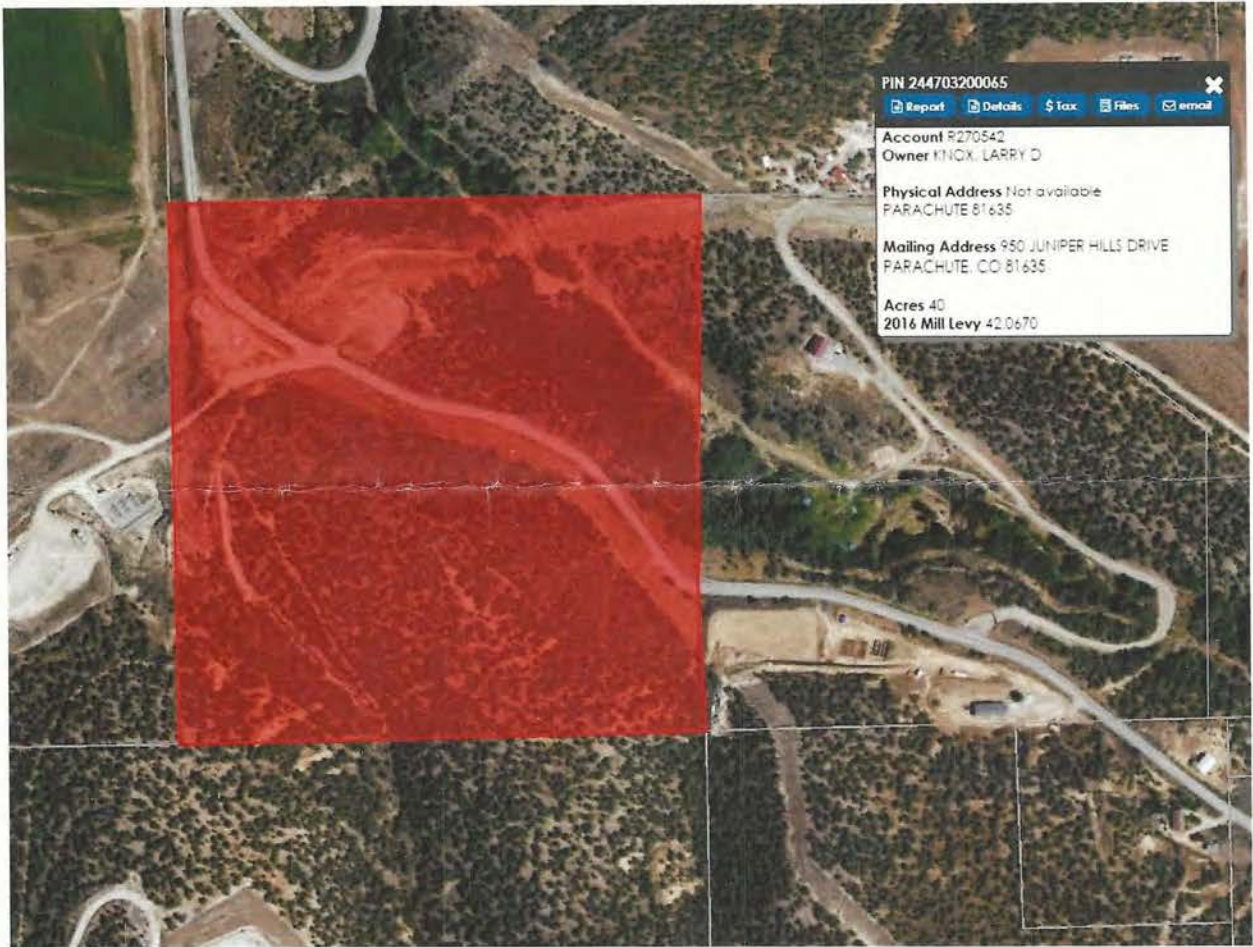 PIN 244703200065
Report Details $ Tax Files email
Account R270542
Owner KNOX, LARRY D
Physical Address Not available
PARACHUTE 81635
Mailing Address 950 JUNIPER HILLS DRIVE
PARACHUTE, CO 81635
Acres 40
2016 Mill Levy 42.0670